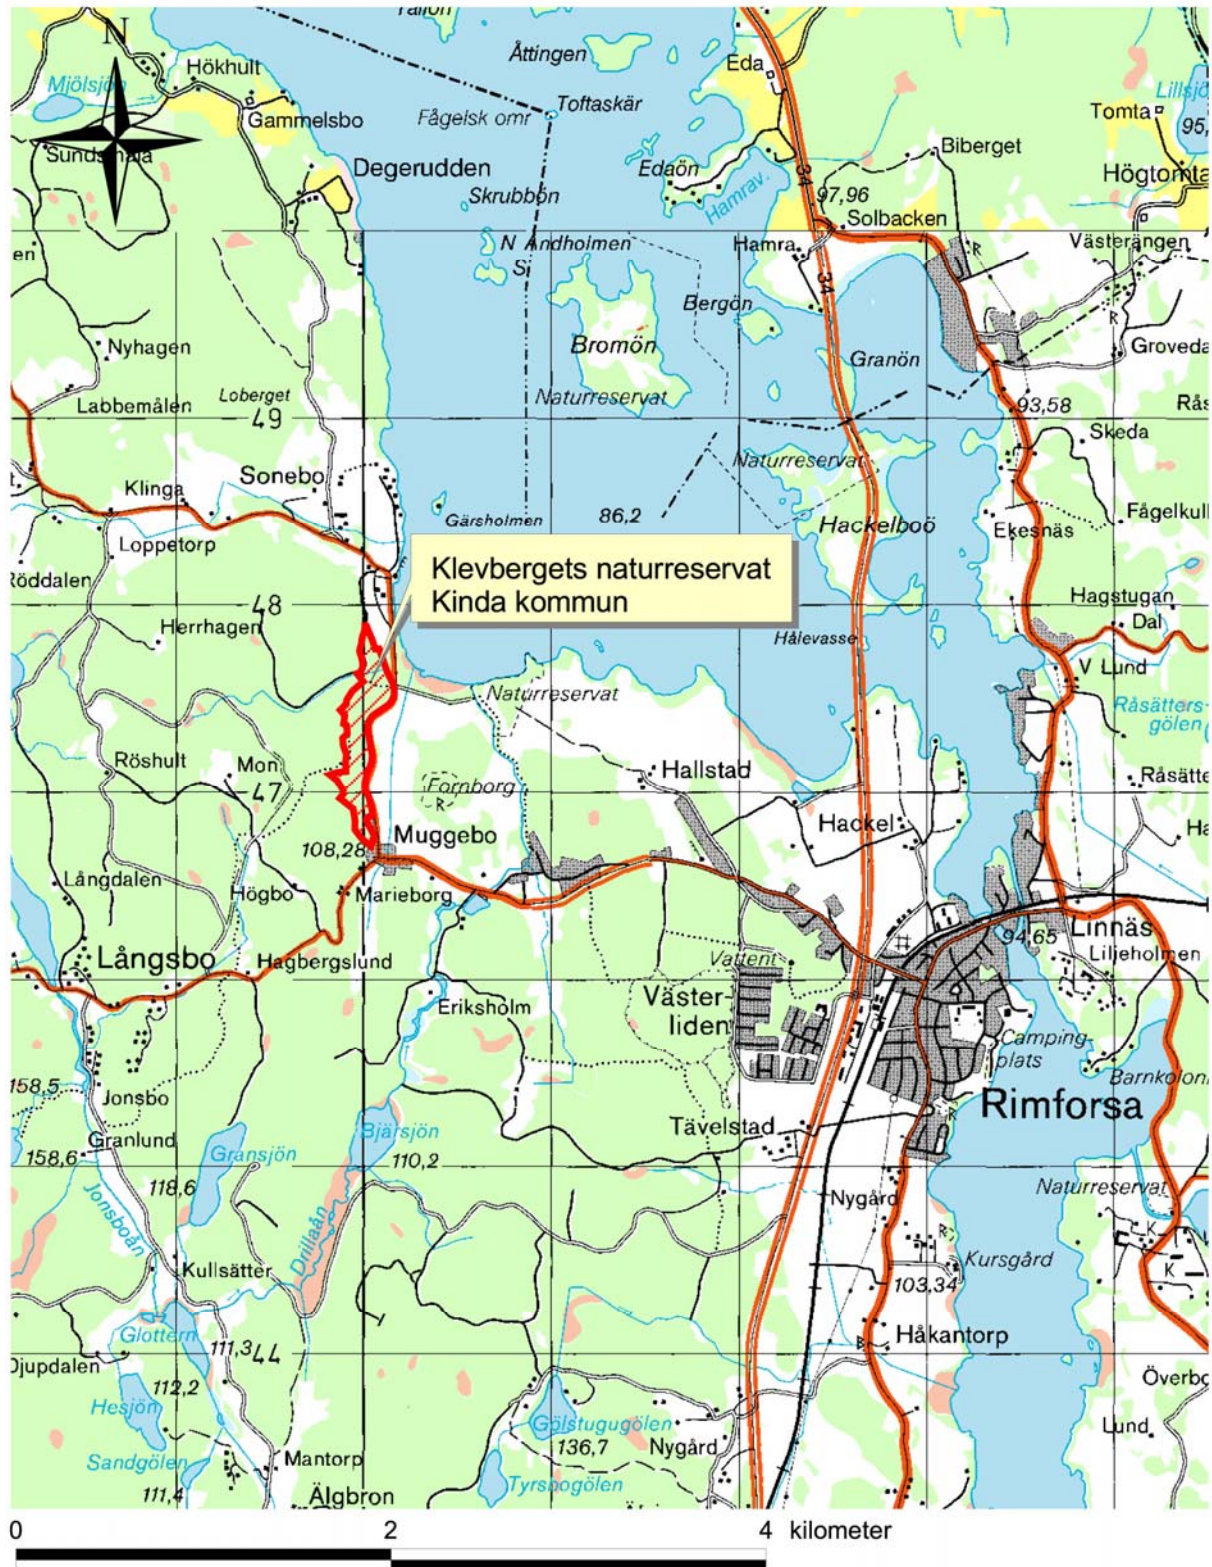 N
Åttingen
Eda
Hökhult
Mjölsjön
Gammelsbo
Fågelsk omr
Toftaskär
Tomta
95,
Biberget
Degerudden
Edaön
Högtomta
Skrubbön
Hamrav.
34
97,96
Solbacken
N Andholmen
S
Hamra
Västerängen
R
en
34
Bergön
R
Nyhagen
Bromön
Granön
Groveda
Loberget
Naturreservat
Labbemålen
49
93,58
Skeda
Sonebo
Naturreservat
Klinga
Gärsholmen
86,2
Hackelboö
Ekesnäs
Loppetorp
Klevbergets naturreservat
Kinda kommun
Hagstugan
48
Herrhagen
Hålevasse
Dal
V Lund
Naturreservat
Råsätters-
gölen
Röshult
Mon
Hallstad
47
Fornborg
R
Muggebo
Hackel
108,28
Långdalen
Högbo
Marieborg
94,65
Linnäs
Långsbo
Hagbergslund
Vattent
Liljeholmen
Eriksholm
Väster-
liden
Camping-
plats
158,5
Jonsbo
Barnkoloni
Rimforsa
R
Granlund
Bjärsjön
Tävelstad
158,6
Gransjön
110,2
118,6
Nygård
Naturreservat
Jonsboån
Drillaån
R
K
Kullsätter
Kursgård
K
103,34
Glottern
111,3
44
Håkantorp
Djupdalen
112,2
Hesjön
Gölstugugölen
Lund
136,7
Nygård
Sandgölen
Mantorp
111,4
Älgbron
Tyrsbogölen
0 2 4 kilometer